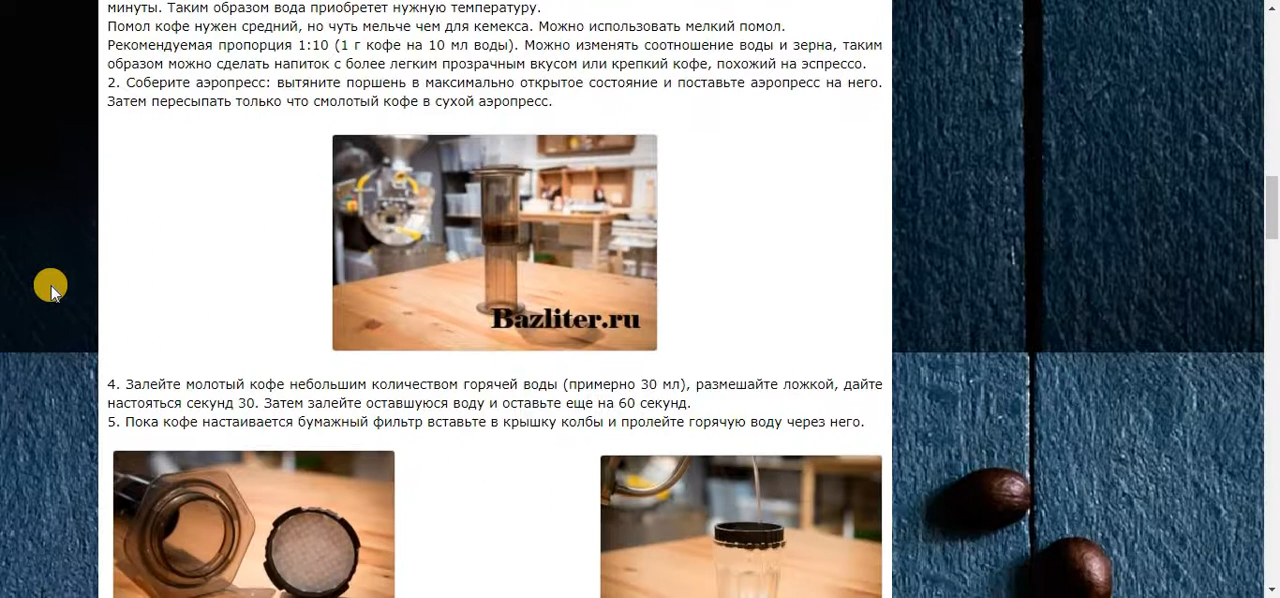 минуты. Таким образом вода приобретет нужную температуру.
Помол кофе нужен средний, но чуть мельче чем для кемекса. Можно использовать мелкий помол.
Рекомендуемая пропорция 1:10 (1 г кофе на 10 мл воды). Можно изменять соотношение воды и зерна, таким
образом можно сделать напиток с более легким прозрачным вкусом или крепкий кофе, похожий на эспрессо.
2. Соберите аэропресс: вытяните поршень в максимально открытое состояние и поставьте аэропресс на него.
Затем пересыпать только что смолотый кофе в сухой аэропресс.
Bazliter.ru
4. Залейте молотый кофе небольшим количеством горячей воды (примерно 30 мл), размешайте ложкой, дайте
настояться секунд 30. Затем залейте оставшуюся воду и оставьте еще на 60 секунд.
5. Пока кофе настаивается бумажный фильтр вставьте в крышку колбы и пролейте горячую воду через него.